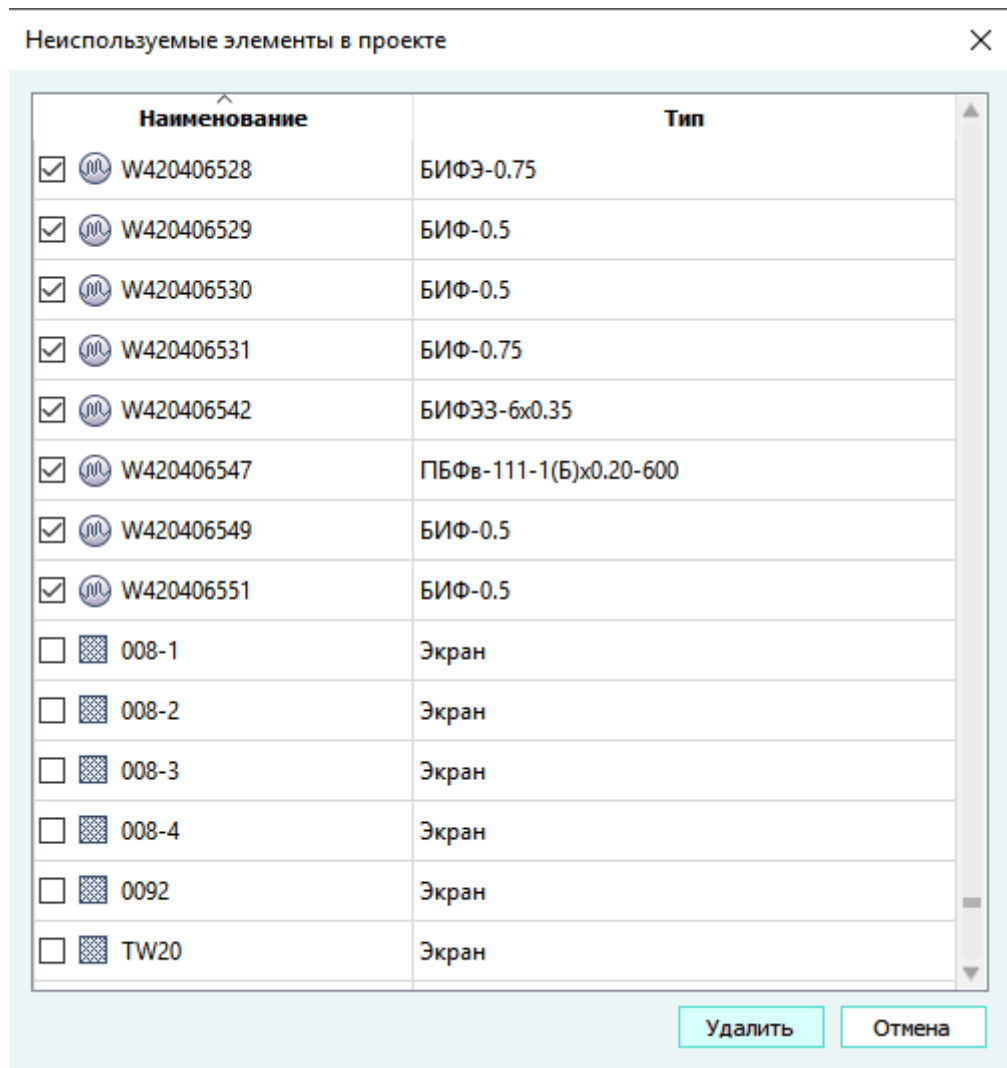 Неиспользуемые элементы в проекте
Наименование Тип
W420406528 БИФЭ-0.75
W420406529 БИФ-0.5
W420406530 БИФ-0.5
W420406531 БИФ-0.75
W420406542 БИФЭЗ-6х0.35
W420406547 ПБФв-111-1(Б)х0.20-600
W420406549 БИФ-0.5
W420406551 БИФ-0.5
008-1 Экран
008-2 Экран
008-3 Экран
008-4 Экран
0092 Экран
TW20 Экран
Удалить Отмена